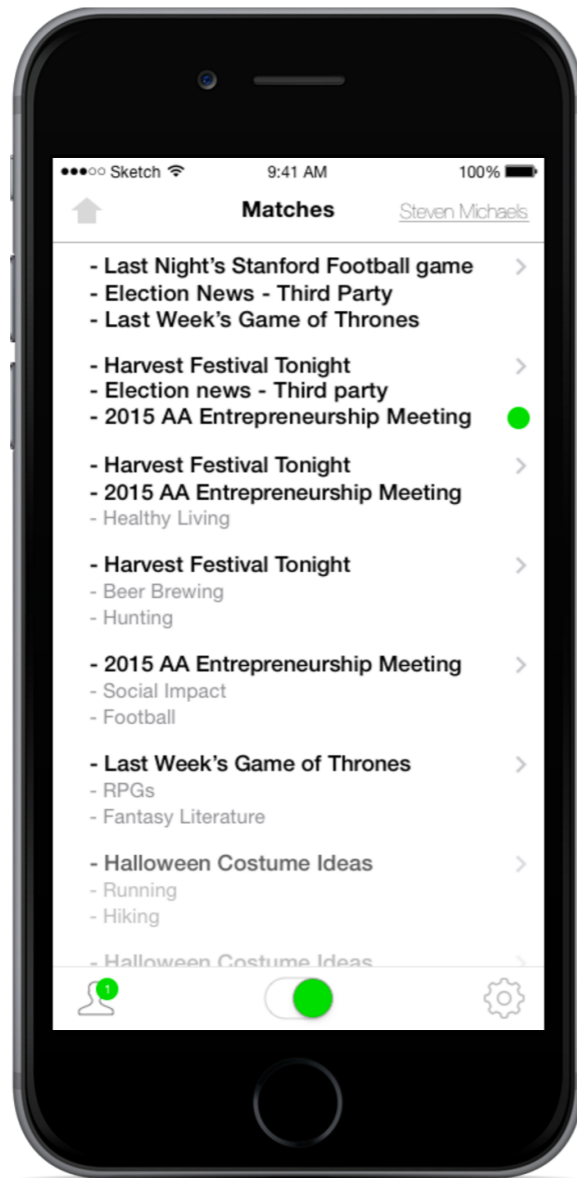 ●●●○○ Sketch 9:41 AM 100%
Matches Steven Michaels
- Last Night's Stanford Football game
- Election News - Third Party
- Last Week's Game of Thrones
- Harvest Festival Tonight
- Election news - Third party
- 2015 AA Entrepreneurship Meeting
- Harvest Festival Tonight
- 2015 AA Entrepreneurship Meeting
- Healthy Living
- Harvest Festival Tonight
- Beer Brewing
- Hunting
- 2015 AA Entrepreneurship Meeting
- Social Impact
- Football
- Last Week's Game of Thrones
- RPGs
- Fantasy Literature
- Halloween Costume Ideas
- Running
- Hiking
- Halloween Costume Ideas
1